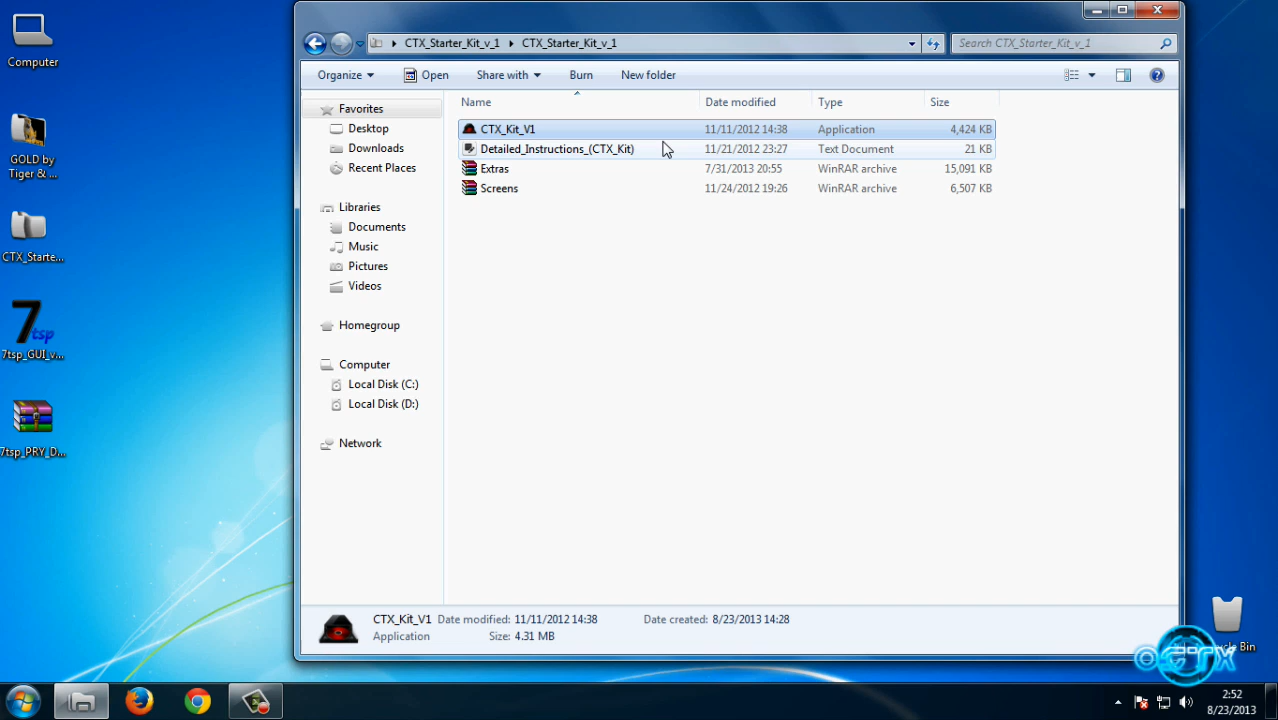 Computer
GOLD by
Tiger & ...
CTX_Starte...
7tsp
7tsp_GUI_v...
7tsp_PRY_D...
CTX_Starter_Kit_v_1
CTX_Starter_Kit_v_1
Search CTX_Starter_Kit_v_1
Organize
Open
Share with
Burn
New folder
Favorites
Desktop
Downloads
Recent Places
Libraries
Documents
Music
Pictures
Videos
Homegroup
Computer
Local Disk (C:)
Local Disk (D:)
Network
Name Date modified Type Size
CTX_Kit_V1 11/11/2012 14:38 Application 4,424 KB
Detailed_Instructions_(CTX_Kit) 11/21/2012 23:27 Text Document 21 KB
Extras 7/31/2013 20:55 WinRAR archive 15,091 KB
Screens 11/24/2012 19:26 WinRAR archive 6,507 KB
CTX_Kit_V1 Date modified: 11/11/2012 14:38 Date created: 8/23/2013 14:28
Application Size: 4.31 MB
Bin
CTX
2:52
8/23/2013